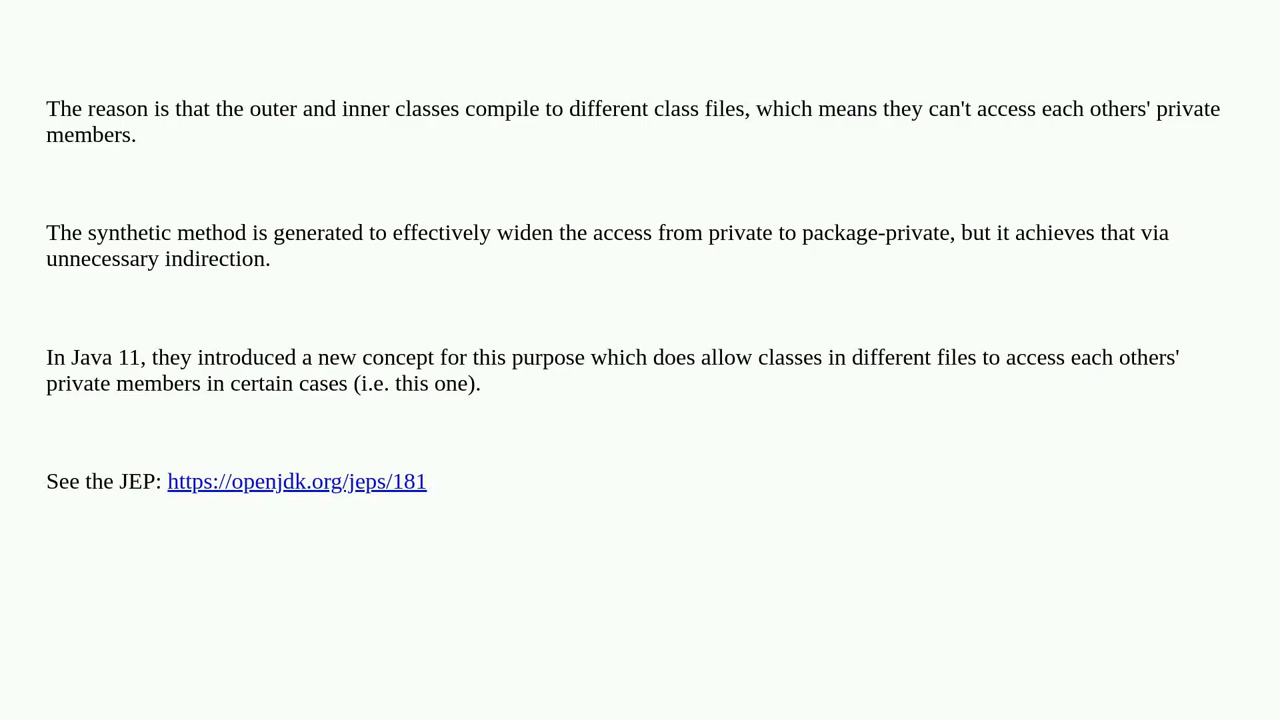 The reason is that the outer and inner classes compile to different class files, which means they can't access each others' private
members.
The synthetic method is generated to effectively widen the access from private to package-private, but it achieves that via
unnecessary indirection.
In Java 11, they introduced a new concept for this purpose which does allow classes in different files to access each others'
private members in certain cases (i.e. this one).
See the JEP: https://openjdk.org/jeps/181